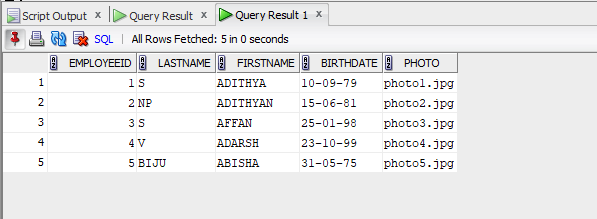 Script Output x Query Result x Query Result 1 x
SQL | All Rows Fetched: 5 in 0 seconds
EMPLOYEEID LASTNAME FIRSTNAME BIRTHDATE PHOTO
1 1 S ADITHYA 10-09-79 photo1.jpg
2 2 NP ADITHYAN 15-06-81 photo2.jpg
3 3 S AFFAN 25-01-98 photo3.jpg
4 4 V ADARSH 23-10-99 photo4.jpg
5 5 BIJU ABISHA 31-05-75 photo5.jpg